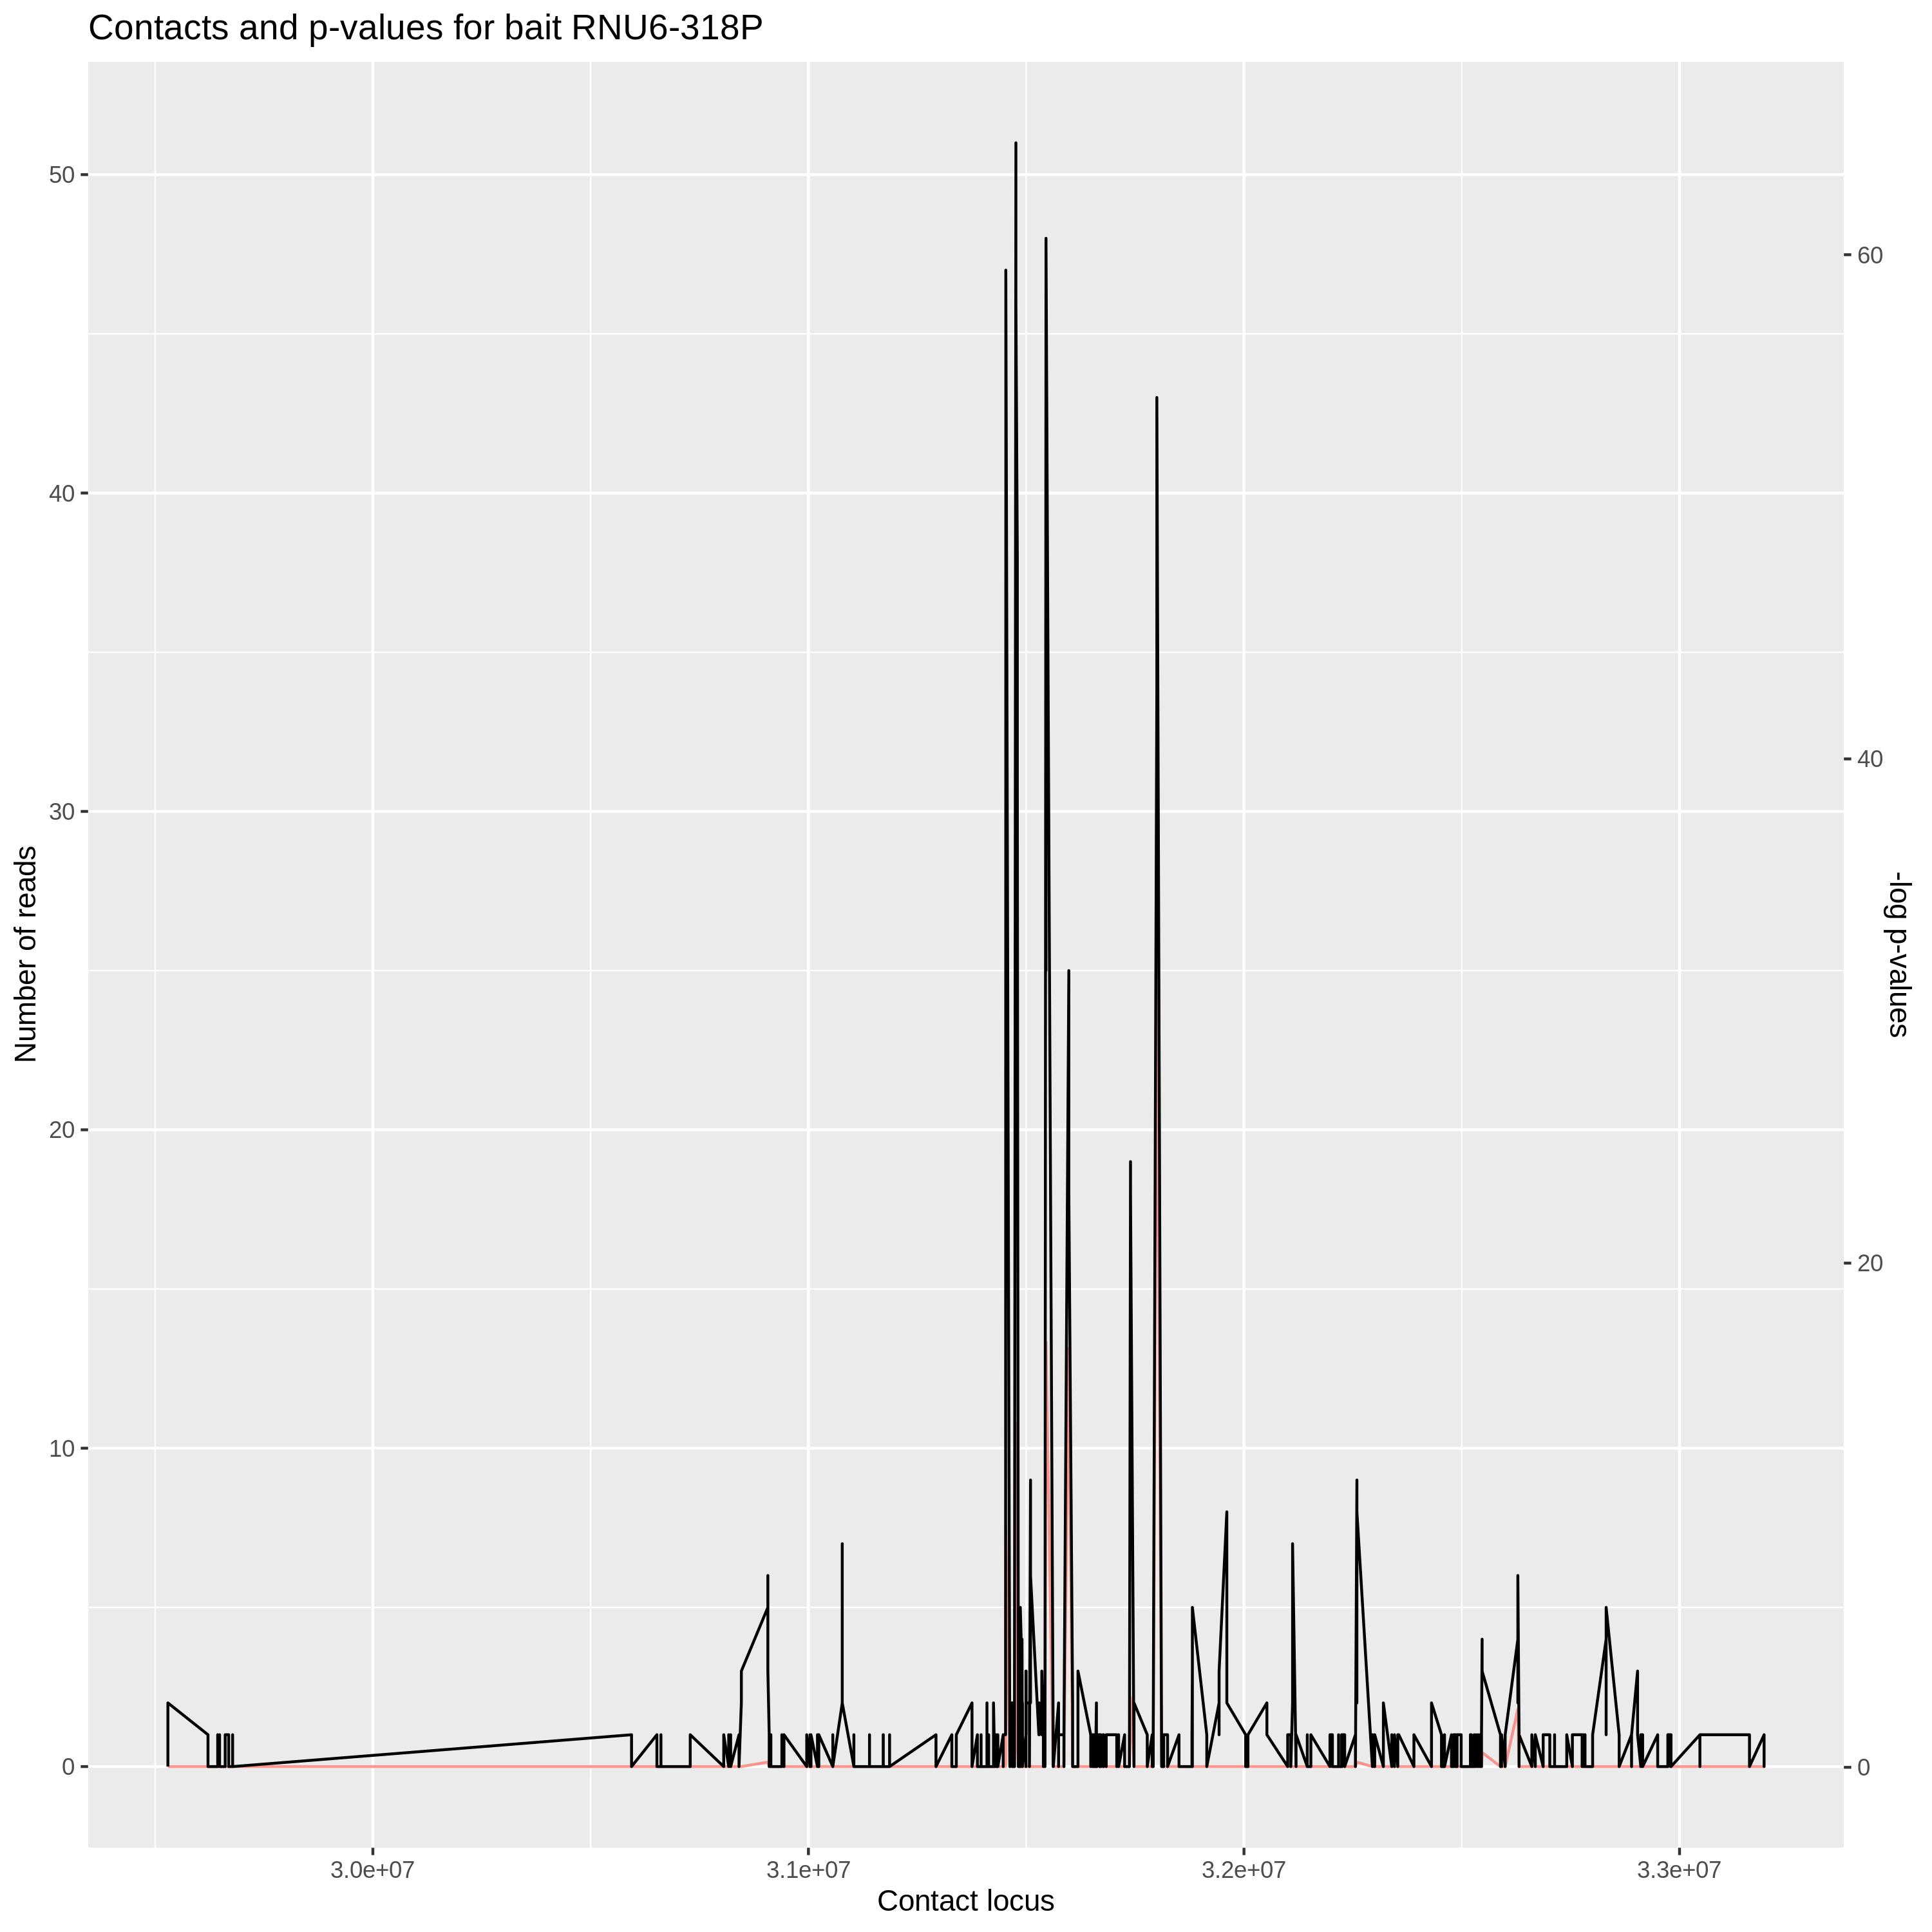 Contacts and p-values for bait RNU6-318P
50
40
30
20
10
0
Number of reads
60
40
20
0
-log p-values
3.0e+07 3.1e+07 3.2e+07 3.3e+07
Contact locus